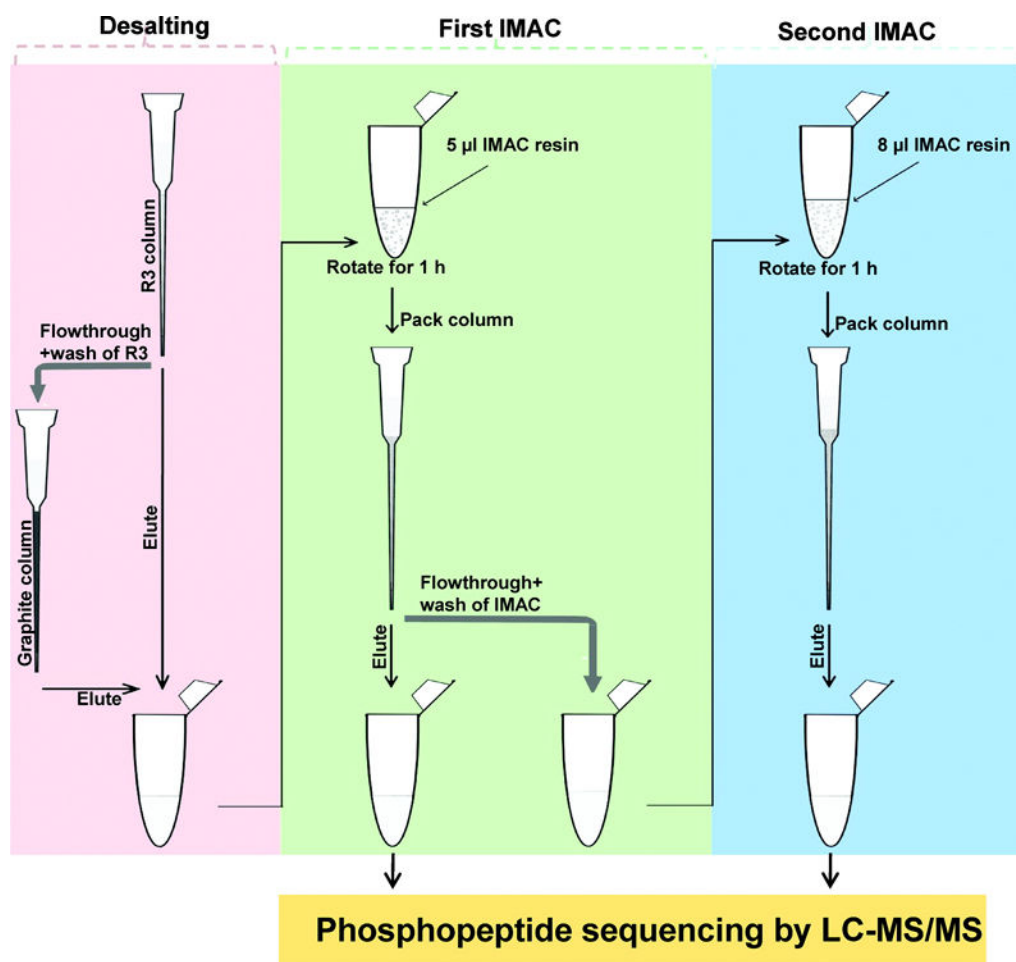 Desalting
First IMAC
Second IMAC
R3 column
Flowthrough
+wash of R3
Graphite column
Elute
Elute
5 µl IMAC resin
Rotate for 1 h
Pack column
Flowthrough+
wash of IMAC
Elute
8 µl IMAC resin
Rotate for 1 h
Pack column
Elute
Phosphopeptide sequencing by LC-MS/MS